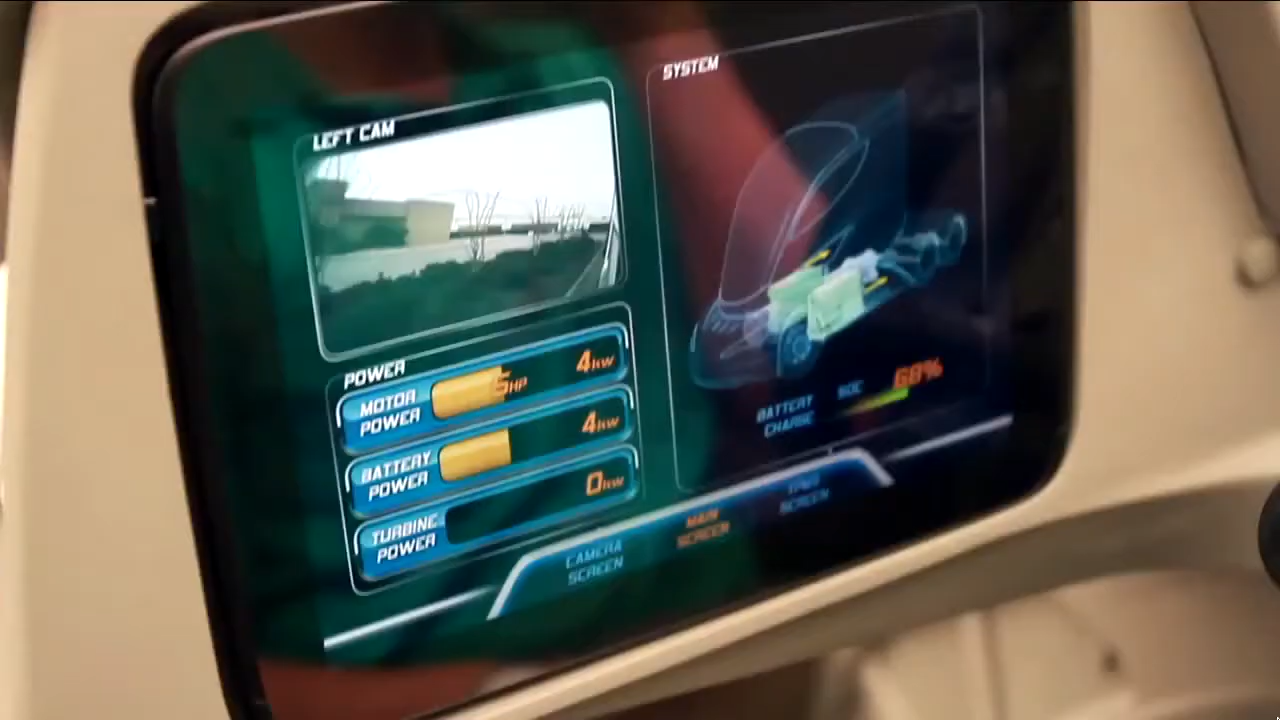 LEFT CAM
SYSTEM
POWER
MOTOR
POWER
5HP
4kW
BATTERY
POWER
4kW
TURBINE
POWER
0kW
BATTERY
CHARGE
SOC
68%
CAMERA
SCREEN
MAIN
SCREEN
SCREEN